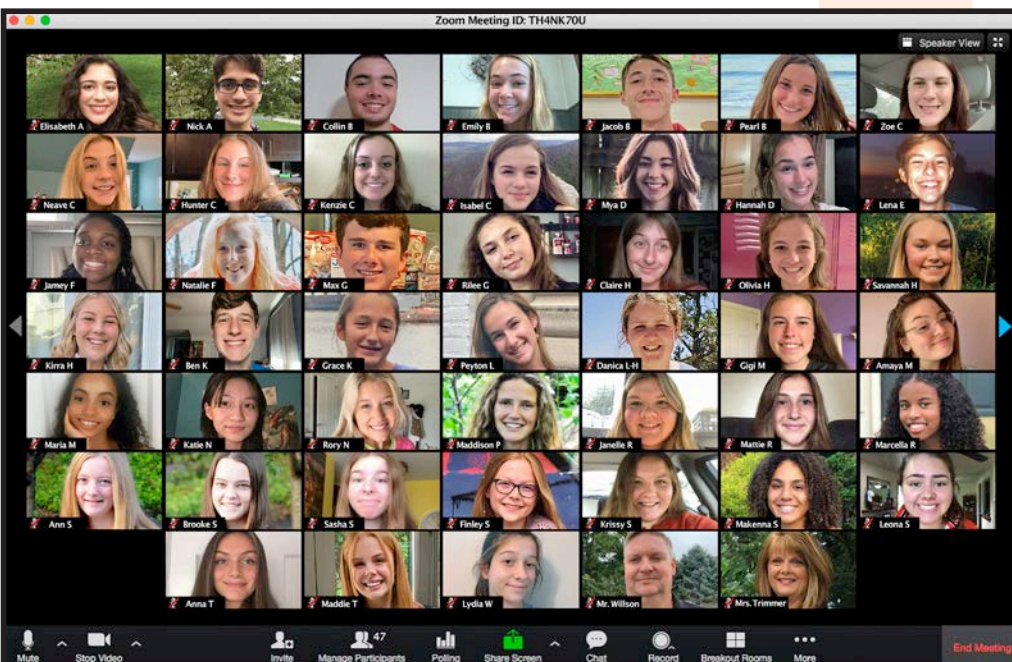 Zoom Meeting ID: TH4NK70U
Speaker View
Elisabeth A
Nick A
Collin B
Emily B
Jacob B
Pearl B
Zoe C
Neave C
Hunter C
Kenzie C
Isabel C
Mya D
Hannah D
Lena E
Jamey F
Natalie F
Max G
Rilee G
Claire H
Olivia H
Savannah H
Kirra H
Ben K
Grace K
Peyton L
Danica L-H
Gigi M
Amaya M
Maria M
Katie N
Rory N
Maddison P
Janelle R
Mattie R
Marcella R
Ann S
Brooke S
Sasha S
Finley S
Krissy S
Makenna S
Leona S
Anna T
Maddie T
Lydia W
Mr. Willson
Mrs. Trimmer
Mute
Stop Video
Invite
47
Manage Participants
Polling
Share Screen
Chat
Record
Breakout Rooms
More
End Meeting